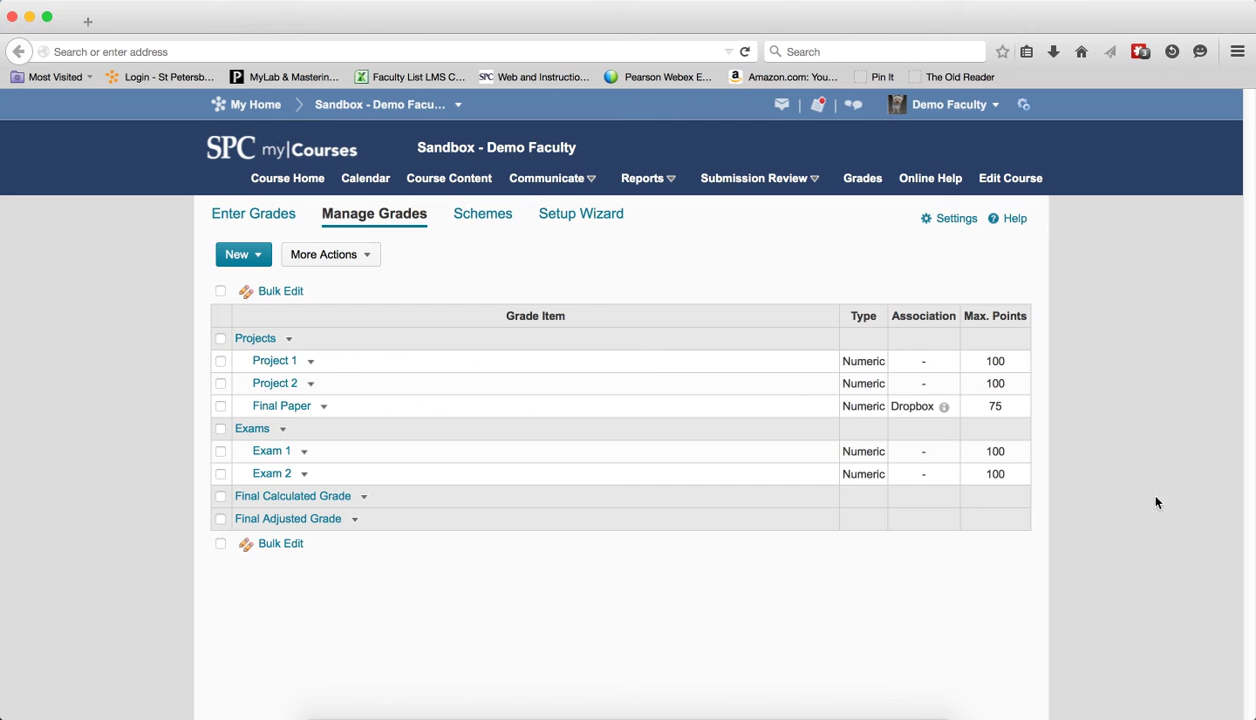 Search or enter address
Search
Most Visited
Login - St Petersb...
MyLab & Masterin...
Faculty List LMS C...
SPC Web and Instructio...
Pearson Webex E...
Amazon.com: You...
Pin It
The Old Reader
My Home
Sandbox - Demo Facu...
Demo Faculty
SPC my|Courses
Sandbox - Demo Faculty
Course Home
Calendar
Course Content
Communicate
Reports
Submission Review
Grades
Online Help
Edit Course
Enter Grades
Manage Grades
Schemes
Setup Wizard
Settings
Help
New
More Actions
Bulk Edit
Grade Item Type Association Max. Points
Projects
Project 1 Numeric - 100
Project 2 Numeric - 100
Final Paper Numeric Dropbox 75
Exams
Exam 1 Numeric - 100
Exam 2 Numeric - 100
Final Calculated Grade
Final Adjusted Grade
Bulk Edit